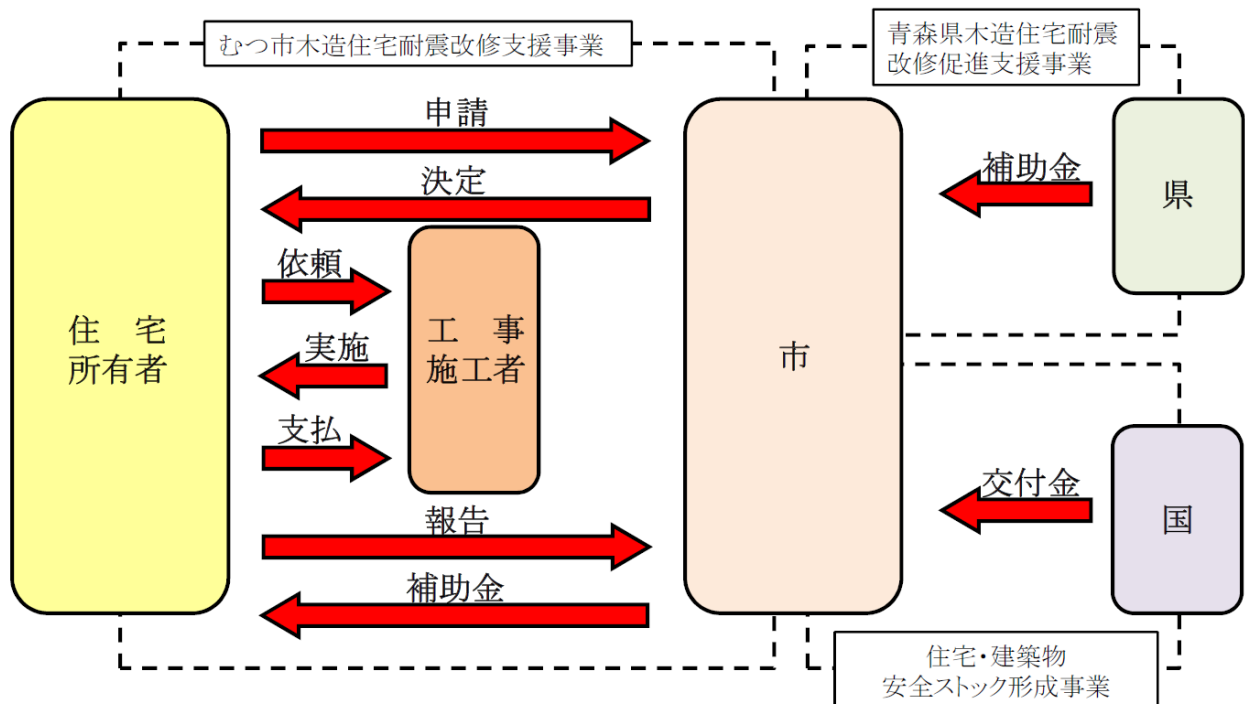 むつ市木造住宅耐震改修支援事業
青森県木造住宅耐震
改修促進支援事業
住　宅
所有者
申請
決定
依頼
実施
支払
工　事
施工者
報告
補助金
市
補助金
県
交付金
国
住宅・建築物
安全ストック形成事業